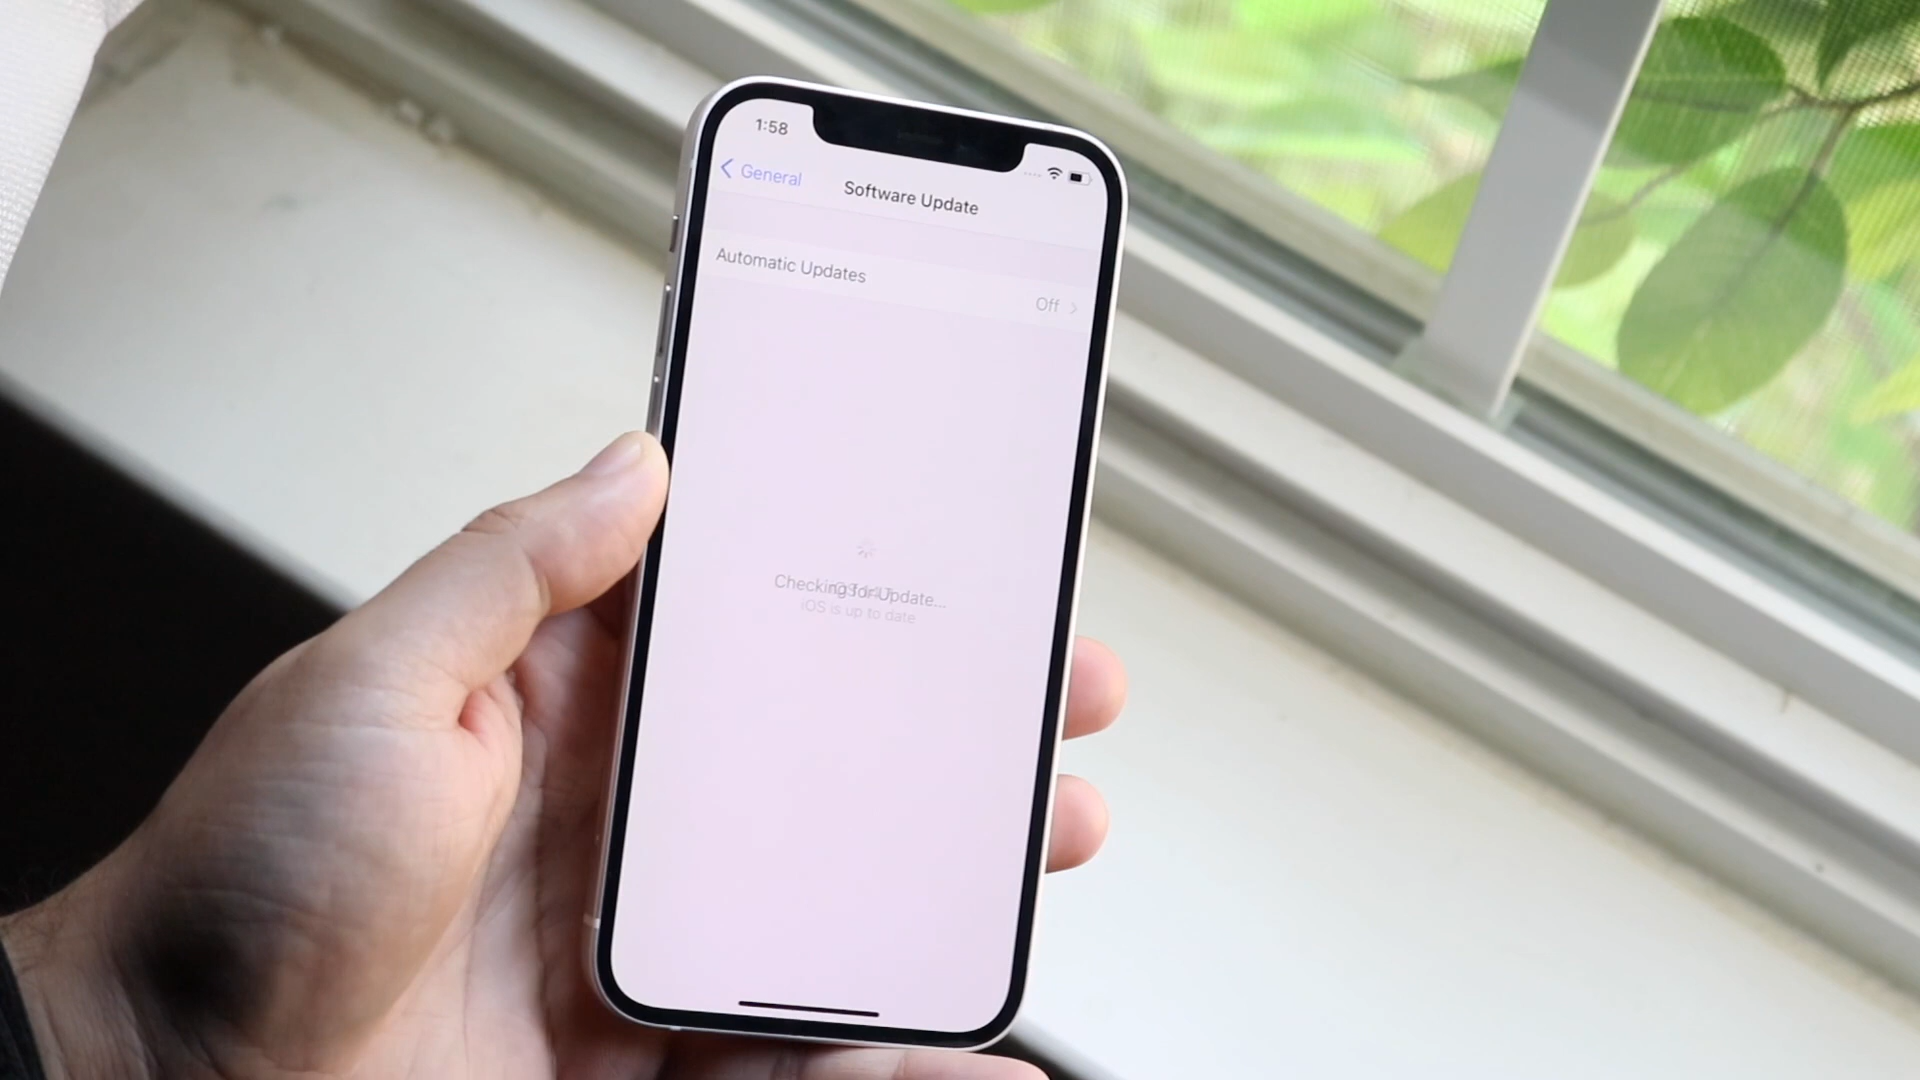 1:58
General
Software Update
Automatic Updates
Off
Checking for Update...
iOS is up to date